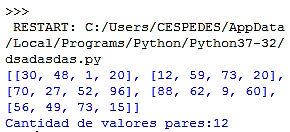 >>>
 RESTART: C:/Users/CESPEDES/AppData
/Local/Programs/Python/Python37-32/
dsadasdas.py
[[30, 48, 1, 20], [12, 59, 73, 20],
[70, 27, 52, 96], [88, 62, 9, 60],
[56, 49, 73, 15]]
Cantidad de valores pares:12